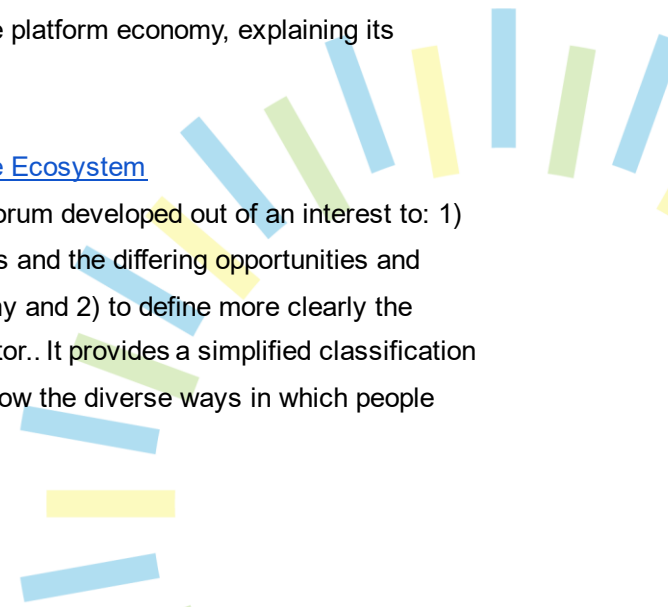 platform economy, explaining its
Ecosystem
orum developed out of an interest to: 1)
s and the differing opportunities and
y and 2) to define more clearly the
tor.. It provides a simplified classification
ow the diverse ways in which people